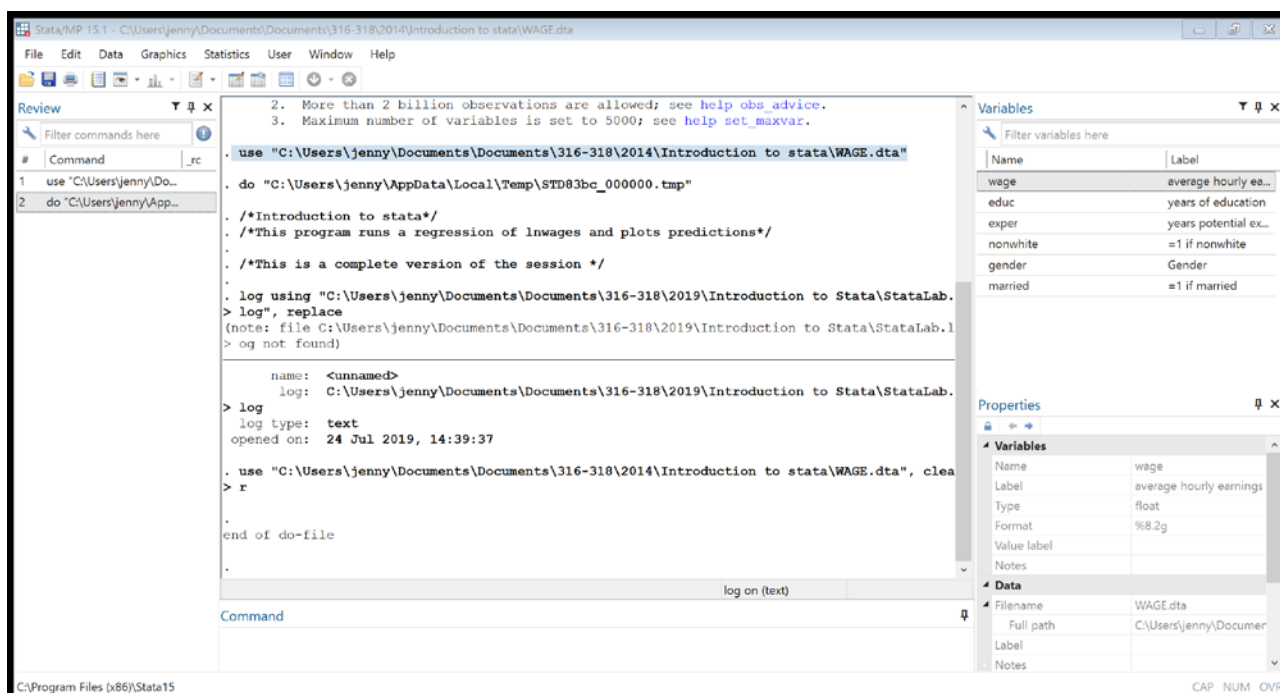 Stata/MP 15.1 - C:\Users\jenny\Documents\Documents\316-318\2014\Introduction to stata\WAGE.dta
File Edit Data Graphics Statistics User Window Help
Review
Filter commands here
# Command _rc
1 use "C:\Users\jenny\Do...
2 do "C:\Users\jenny\App...
2. More than 2 billion observations are allowed; see help obs_advice.
3. Maximum number of variables is set to 5000; see help set_maxvar.
. use "C:\Users\jenny\Documents\Documents\316-318\2014\Introduction to stata\WAGE.dta"
. do "C:\Users\jenny\AppData\Local\Temp\STD83bc_000000.tmp"
. /*Introduction to stata*/
. /*This program runs a regression of lnwages and plots predictions*/
.
. /*This is a complete version of the session */
.
. log using "C:\Users\jenny\Documents\Documents\316-318\2019\Introduction to Stata\StataLab.
> log", replace
(note: file C:\Users\jenny\Documents\Documents\316-318\2019\Introduction to Stata\StataLab.l
> og not found)
name: <unnamed>
log: C:\Users\jenny\Documents\Documents\316-318\2019\Introduction to Stata\StataLab.
> log
log type: text
opened on: 24 Jul 2019, 14:39:37
. use "C:\Users\jenny\Documents\Documents\316-318\2014\Introduction to stata\WAGE.dta", clea
> r
.
end of do-file
.
log on (text)
Command
Variables
Filter variables here
Name Label
wage average hourly ea...
educ years of education
exper years potential ex...
nonwhite =1 if nonwhite
gender Gender
married =1 if married
Properties
Variables
Name wage
Label average hourly earnings
Type float
Format %8.2g
Value label
Notes
Data
Filename WAGE.dta
Full path C:\Users\jenny\Documer
Label
Notes
C:\Program Files (x86)\Stata15
CAP NUM OVR